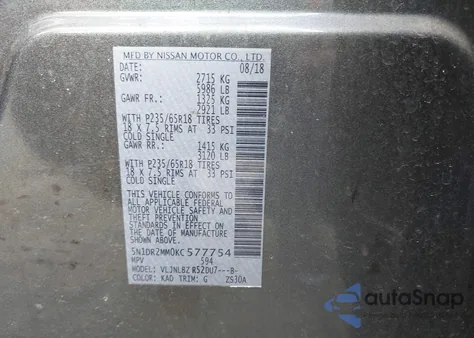 MFD BY NISSAN MOTOR CO., LTD.
DATE: 08/18
GVWR: 2715 KG
5986 LB
GAWR FR.: 1325 KG
2921 LB
WITH P235/65R18 TIRES
18 X 7.5 RIMS AT 33 PSI
COLD SINGLE
GAWR RR.: 1415 KG
3120 LB
WITH P235/65R18 TIRES
18 X 7.5 RIMS AT 33 PSI
COLD SINGLE
THIS VEHICLE CONFORMS TO
ALL APPLICABLE FEDERAL
MOTOR VEHICLE SAFETY AND
THEFT PREVENTION
STANDARDS IN EFFECT ON
THE DATE OF MANUFACTURE
SHOWN ABOVE.
5N1DR2MM0KC577754
MPV 594
MODEL: VLJNLBZ R52DU7---B-
COLOR: KAD TRIM: G Z530A
autoSnap